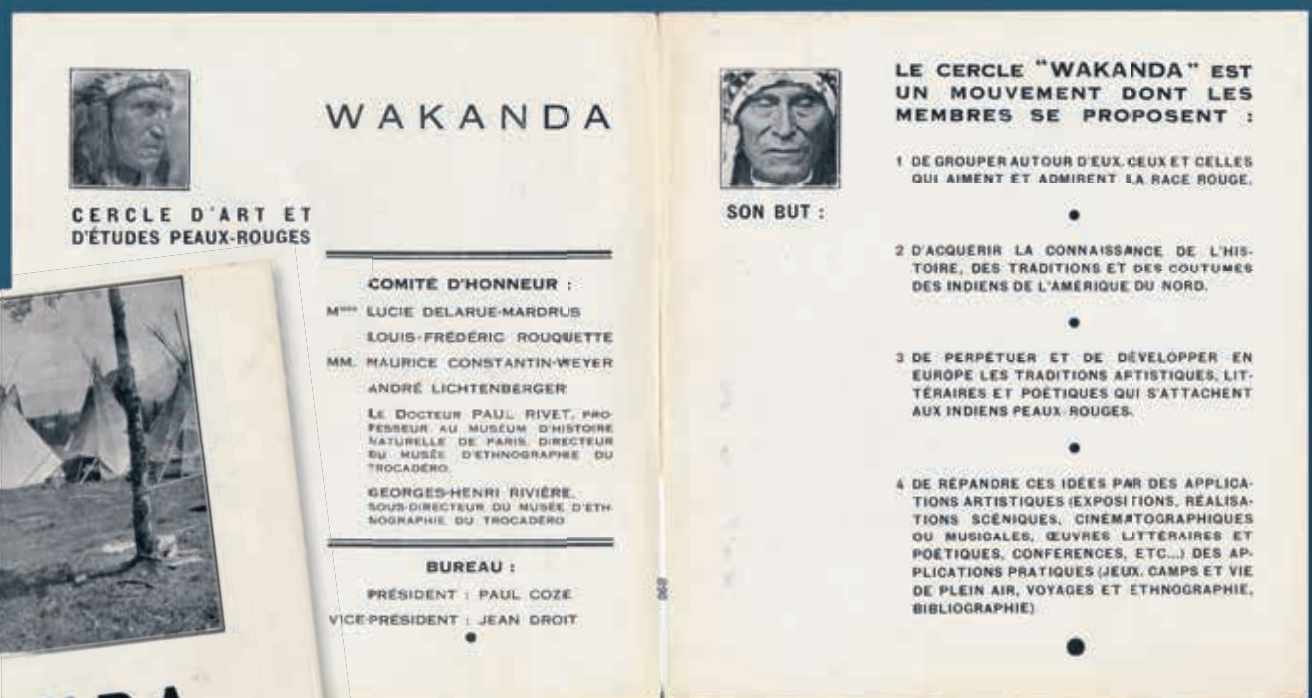 WAKANDA
CERCLE D'ART ET
D'ÉTUDES PEAUX-ROUGES
COMITÉ D'HONNEUR :
Mmes LUCIE DELARUE-MARDRUS
LOUIS-FRÉDÉRIC ROUQUETTE
MM. MAURICE CONSTANTIN-WEYER
ANDRÉ LICHTENBERGER
LE DOCTEUR PAUL RIVET, PRO-
FESSEUR AU MUSÉUM D'HISTOIRE
NATURELLE DE PARIS, DIRECTEUR
DU MUSÉE D'ETHNOGRAPHIE DU
TROCADÉRO.
GEORGES-HENRI RIVIÈRE,
SOUS-DIRECTEUR DU MUSÉE D'ETH-
NOGRAPHIE DU TROCADÉRO
BUREAU :
PRÉSIDENT : PAUL COZE
VICE-PRÉSIDENT : JEAN DROIT
SON BUT :
LE CERCLE "WAKANDA" EST
UN MOUVEMENT DONT LES
MEMBRES SE PROPOSENT :
1 DE GROUPER AUTOUR D'EUX, CEUX ET CELLES
QUI AIMENT ET ADMIRENT LA RACE ROUGE.
2 D'ACQUÉRIR LA CONNAISSANCE DE L'HIS-
TOIRE, DES TRADITIONS ET DES COUTUMES
DES INDIENS DE L'AMÉRIQUE DU NORD.
3 DE PERPÉTUER ET DE DÉVELOPPER EN
EUROPE LES TRADITIONS ARTISTIQUES, LIT-
TÉRAIRES ET POÉTIQUES QUI S'ATTACHENT
AUX INDIENS PEAUX-ROUGES.
4 DE RÉPANDRE CES IDÉES PAR DES APPLICA-
TIONS ARTISTIQUES (EXPOSITIONS, RÉALISA-
TIONS SCÉNIQUES, CINÉMATOGRAPHIQUES
OU MUSICALES, ŒUVRES LITTÉRAIRES ET
POÉTIQUES, CONFÉRENCES, ETC...) DES AP-
PLICATIONS PRATIQUES (JEUX, CAMPS ET VIE
DE PLEIN AIR, VOYAGES ET ETHNOGRAPHIE,
BIBLIOGRAPHIE)